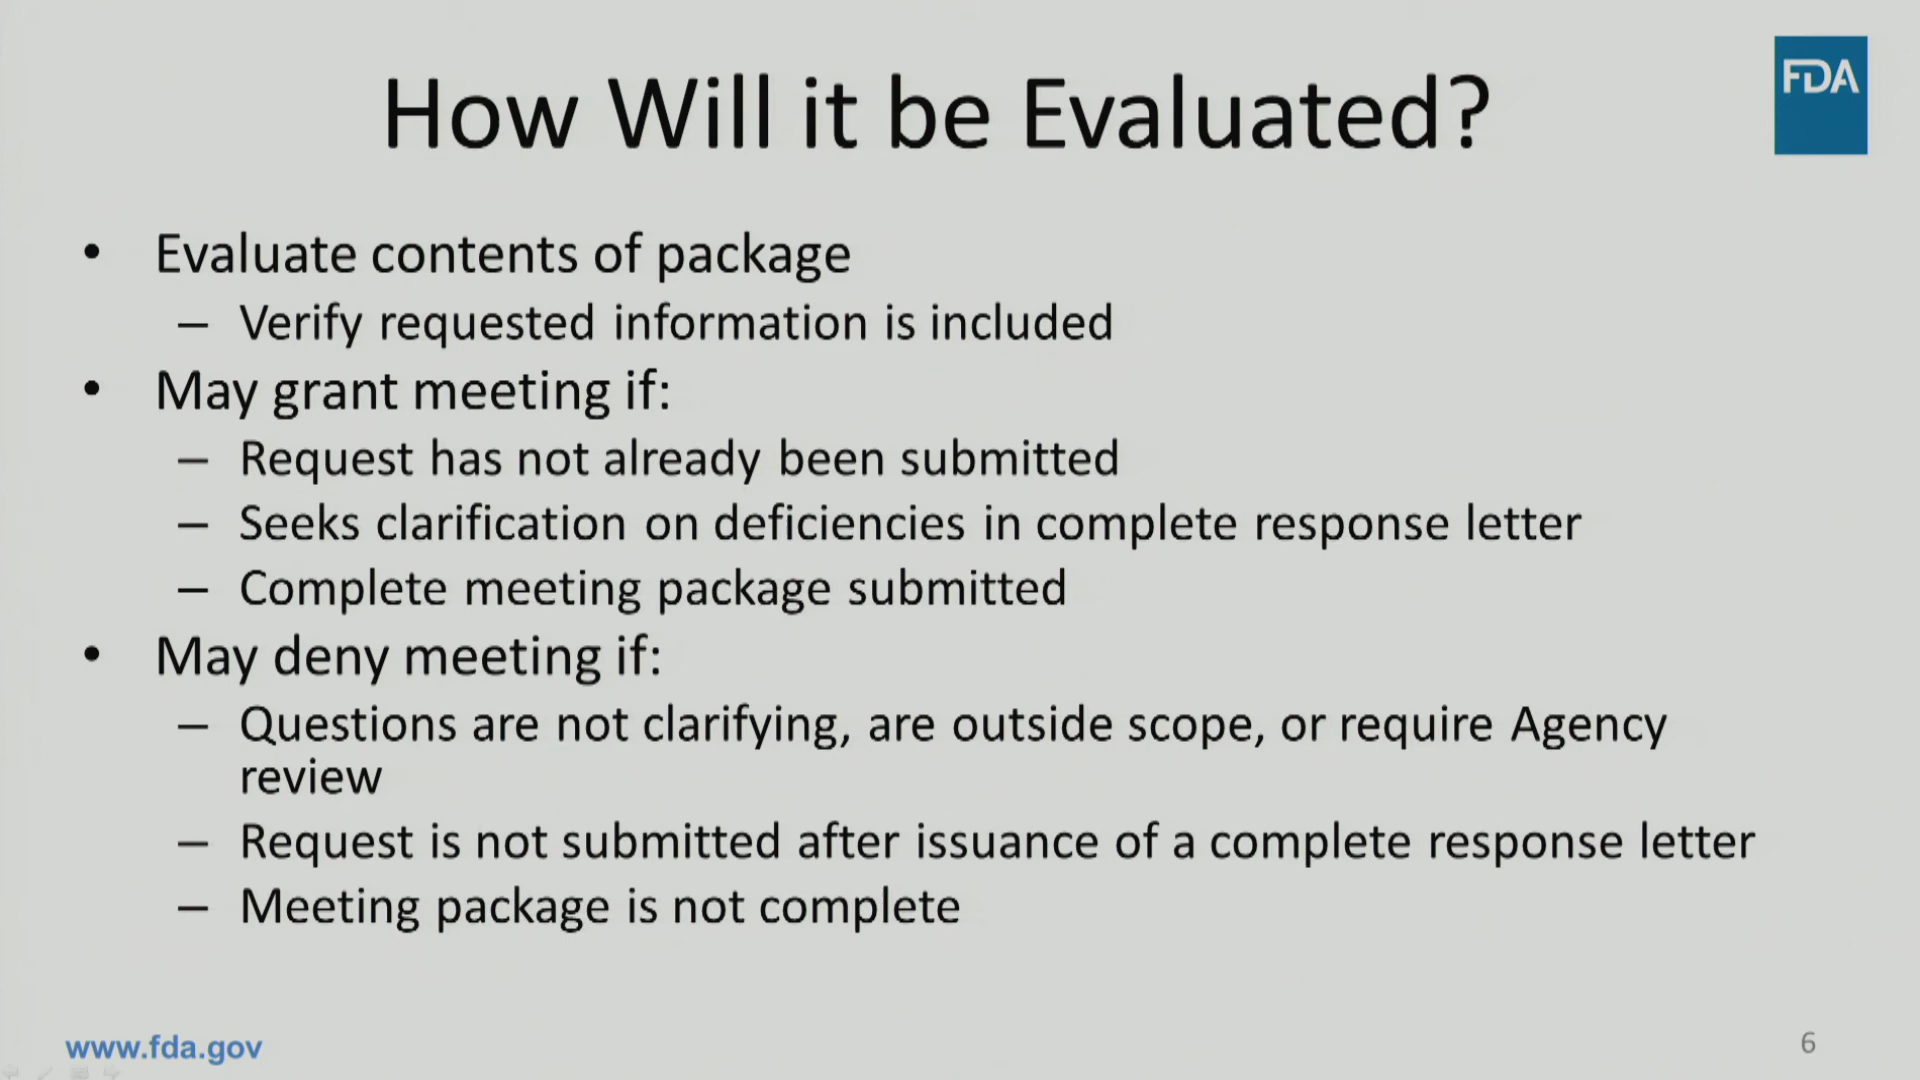 How Will it be Evaluated?
FDA
• Evaluate contents of package
– Verify requested information is included
• May grant meeting if:
– Request has not already been submitted
– Seeks clarification on deficiencies in complete response letter
– Complete meeting package submitted
• May deny meeting if:
– Questions are not clarifying, are outside scope, or require Agency
review
– Request is not submitted after issuance of a complete response letter
– Meeting package is not complete
www.fda.gov
6